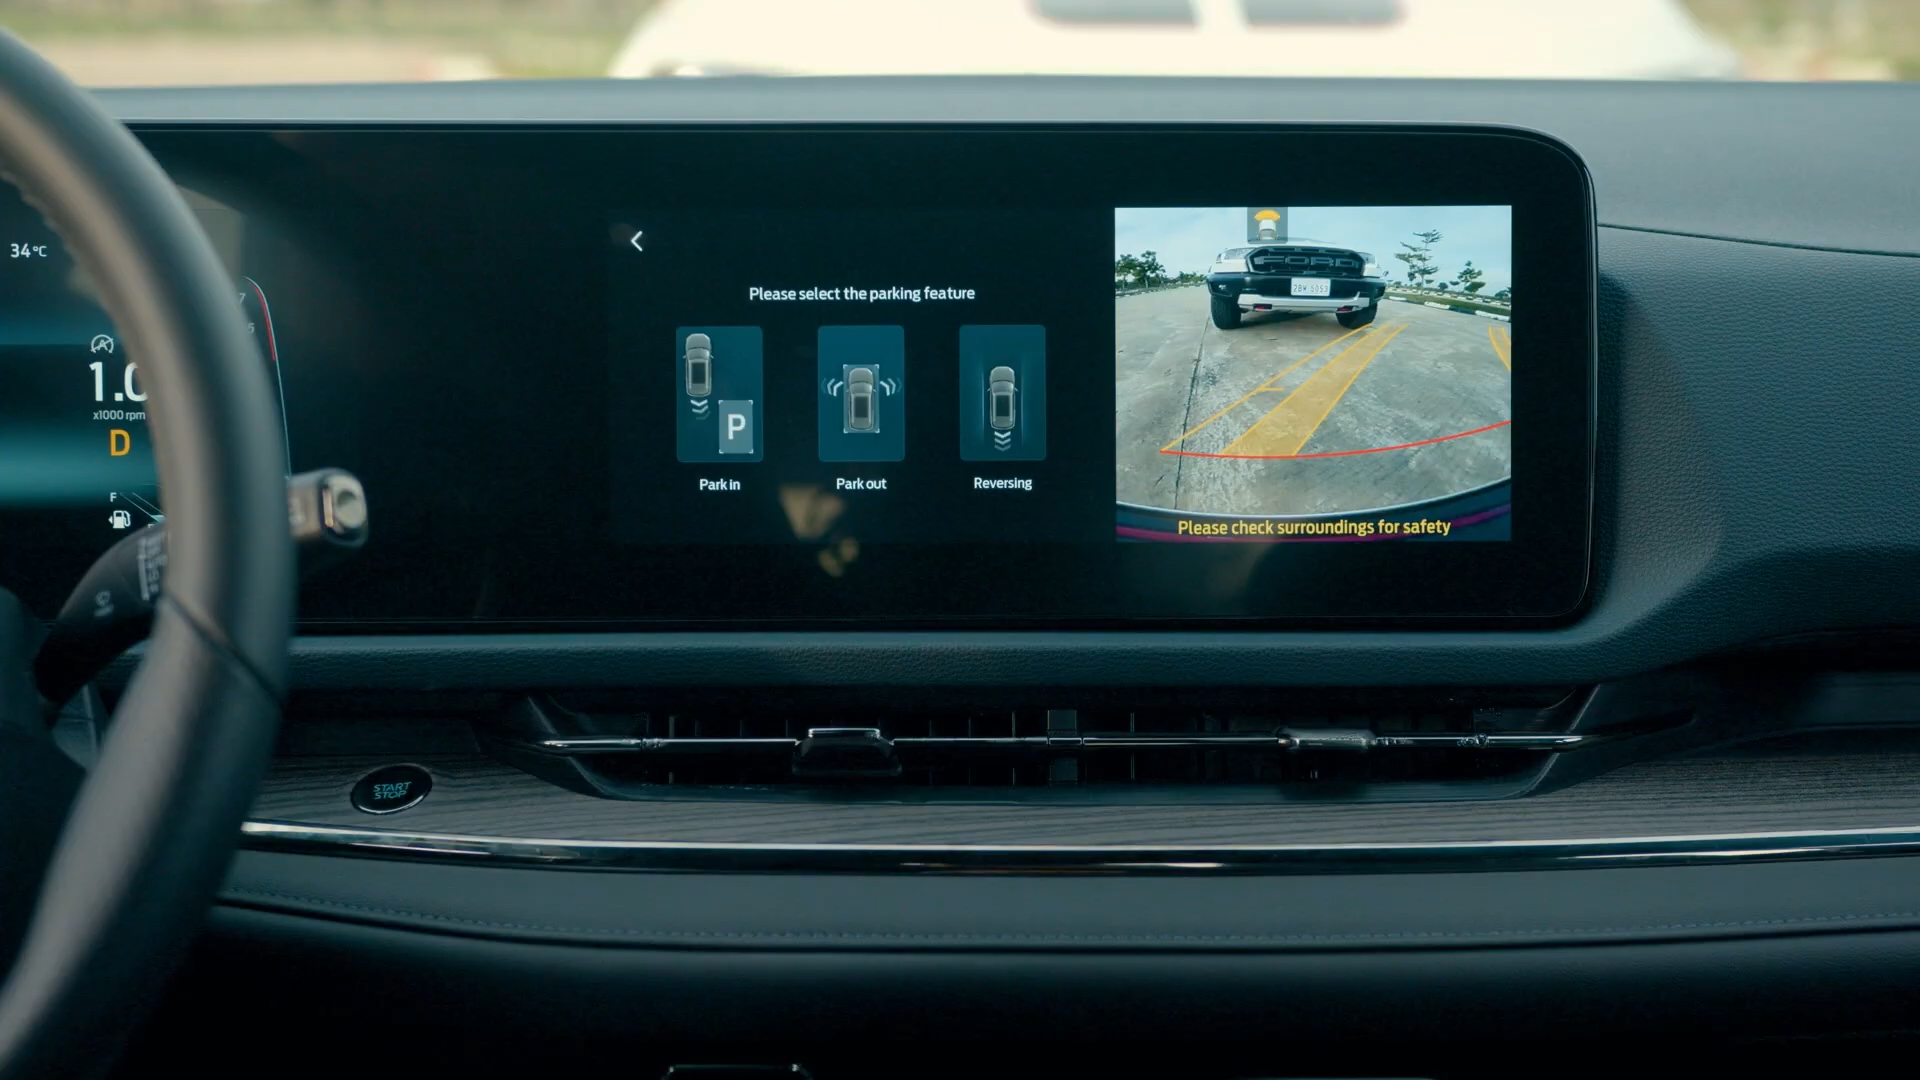 34°C
1.0
x1000 rpm
D
F
Please select the parking feature
P
Park in
Park out
Reversing
FORD
Please check surroundings for safety
START
STOP